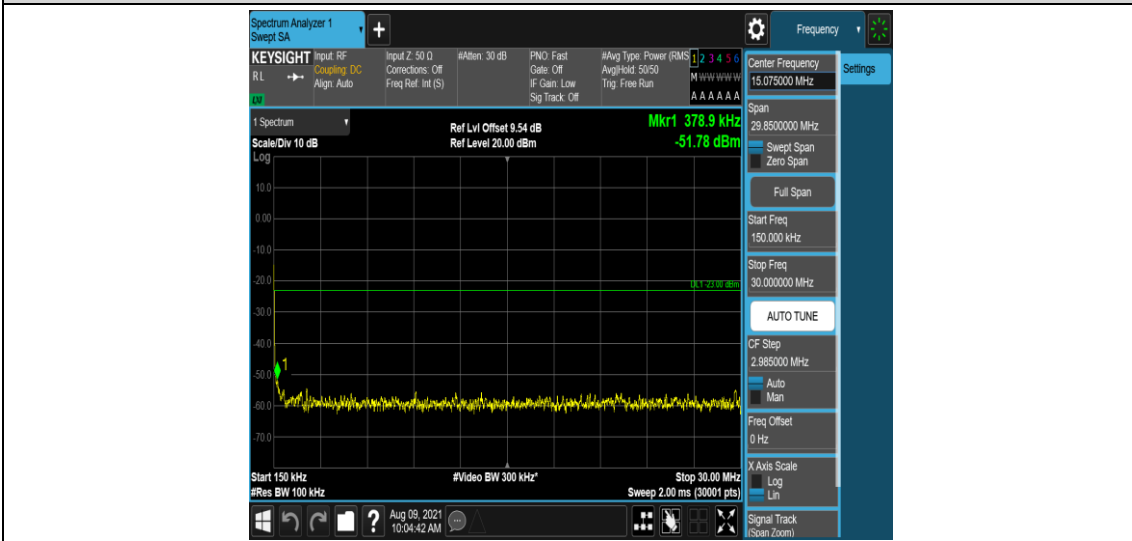 Spectrum Analyzer 1
Swept SA
+
Frequency
KEYSIGHT
RL
LXI
Input: RF
Coupling: DC
Align: Auto
Input Z: 50 Ω
Corrections: Off
Freq Ref: Int (S)
#Atten: 30 dB
PNO: Fast
Gate: Off
IF Gain: Low
Sig Track: Off
#Avg Type: Power (RMS
Avg|Hold: 50/50
Trig: Free Run
1 2 3 4 5 6
M W W W W W
A A A A A A
1 Spectrum
Scale/Div 10 dB
Log
Ref Lvl Offset 9.54 dB
Ref Level 20.00 dBm
Mkr1 378.9 kHz
-51.78 dBm
10.0
0.00
-10.0
-20.0
-30.0
-40.0
-50.0
-60.0
-70.0
DL1 -23.00 dBm
1
Start 150 kHz
#Res BW 100 kHz
#Video BW 300 kHz*
Stop 30.00 MHz
Sweep 2.00 ms (30001 pts)
?
Aug 09, 2021
10:04:42 AM
Center Frequency
15.075000 MHz
Settings
Span
29.8500000 MHz
Swept Span
Zero Span
Full Span
Start Freq
150.000 kHz
Stop Freq
30.000000 MHz
AUTO TUNE
CF Step
2.985000 MHz
Auto
Man
Freq Offset
0 Hz
X Axis Scale
Log
Lin
Signal Track
(Span Zoom)